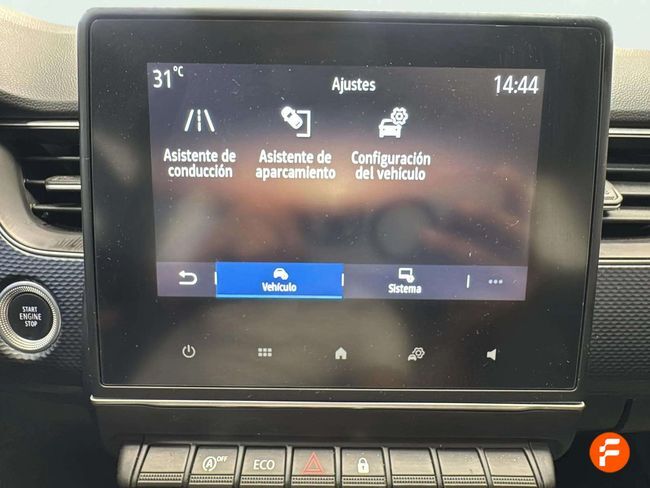 31°C
Ajustes
14:44
Asistente de
conducción
Asistente de
aparcamiento
Configuración
del vehículo
Vehículo
Sistema
START
ENGINE
STOP
A OFF
ECO